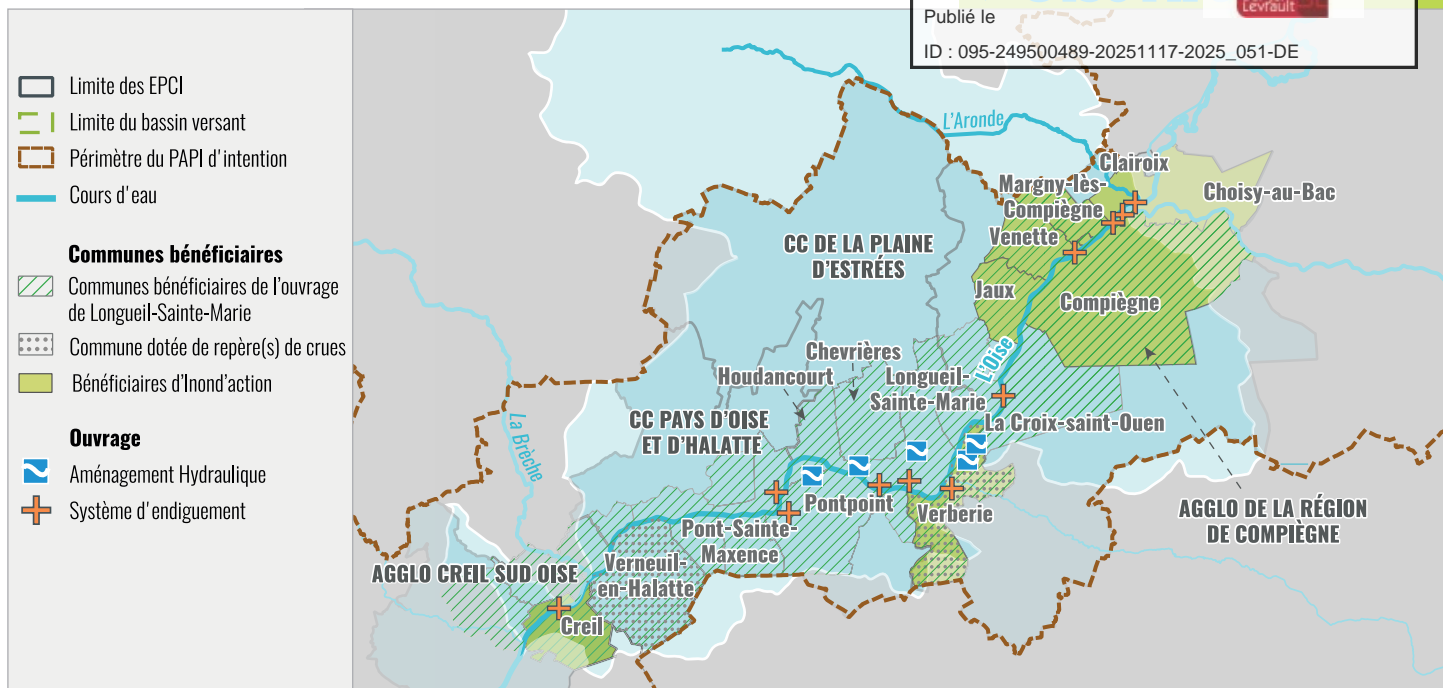 Levrault
Publié le
ID : 095-249500489-20251117-2025_051-DE
Limite des EPCI
Limite du bassin versant
Périmètre du PAPI d'intention
Cours d'eau
Communes bénéficiaires
Communes bénéficiaires de l'ouvrage
de Longueil-Sainte-Marie
Commune dotée de repère(s) de crues
Bénéficiaires d'Inond'action
Ouvrage
Aménagement Hydraulique
Système d'endiguement
L'Aronde
Clairoix
Margny-lès-
Compiègne
Choisy-au-Bac
Venette
CC DE LA PLAINE
D'ESTRÉES
Jaux
Compiègne
Chevrières
L'Oise
Houdancourt
Longueil-
Sainte-Marie
La Croix-saint-Ouen
CC PAYS D'OISE
ET D'HALATTE
La Brèche
Pontpoint
Verberie
AGGLO DE LA RÉGION
DE COMPIÈGNE
Pont-Sainte-
Maxence
Verneuil-
en-Halatte
AGGLO CREIL SUD OISE
Creil